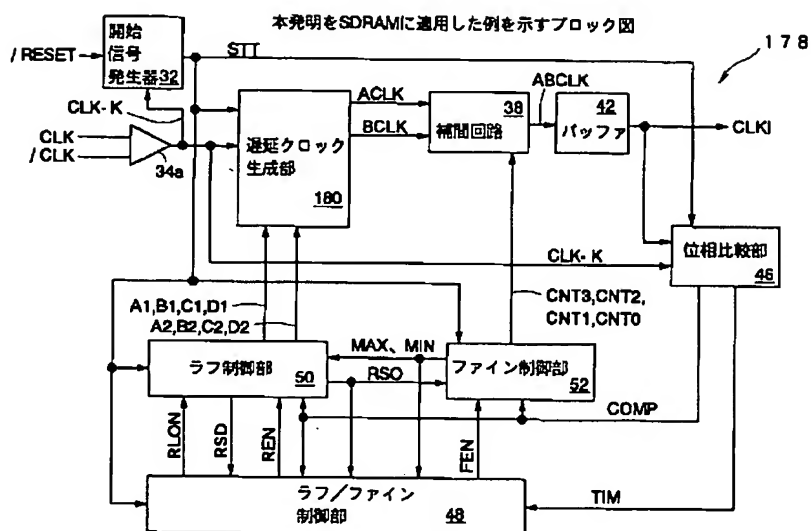 本発明をSDRAMに適用した例を示すブロック図
178
/RESET
開始
信号
発生器 32
STT
CLK-K
CLK
/CLK
34a
遅延クロック
生成部
180
ACLK
BCLK
38
補間回路
ABCLK
42
バッファ
CLKI
位相比較部
46
CLK-K
A1,B1,C1,D1
A2,B2,C2,D2
CNT3,CNT2,
CNT1,CNT0
MAX、MIN
ラフ制御部
50
RSO
ファイン制御部
52
COMP
RLON
RSD
REN
FEN
TIM
ラフ/ファイン
制御部 48